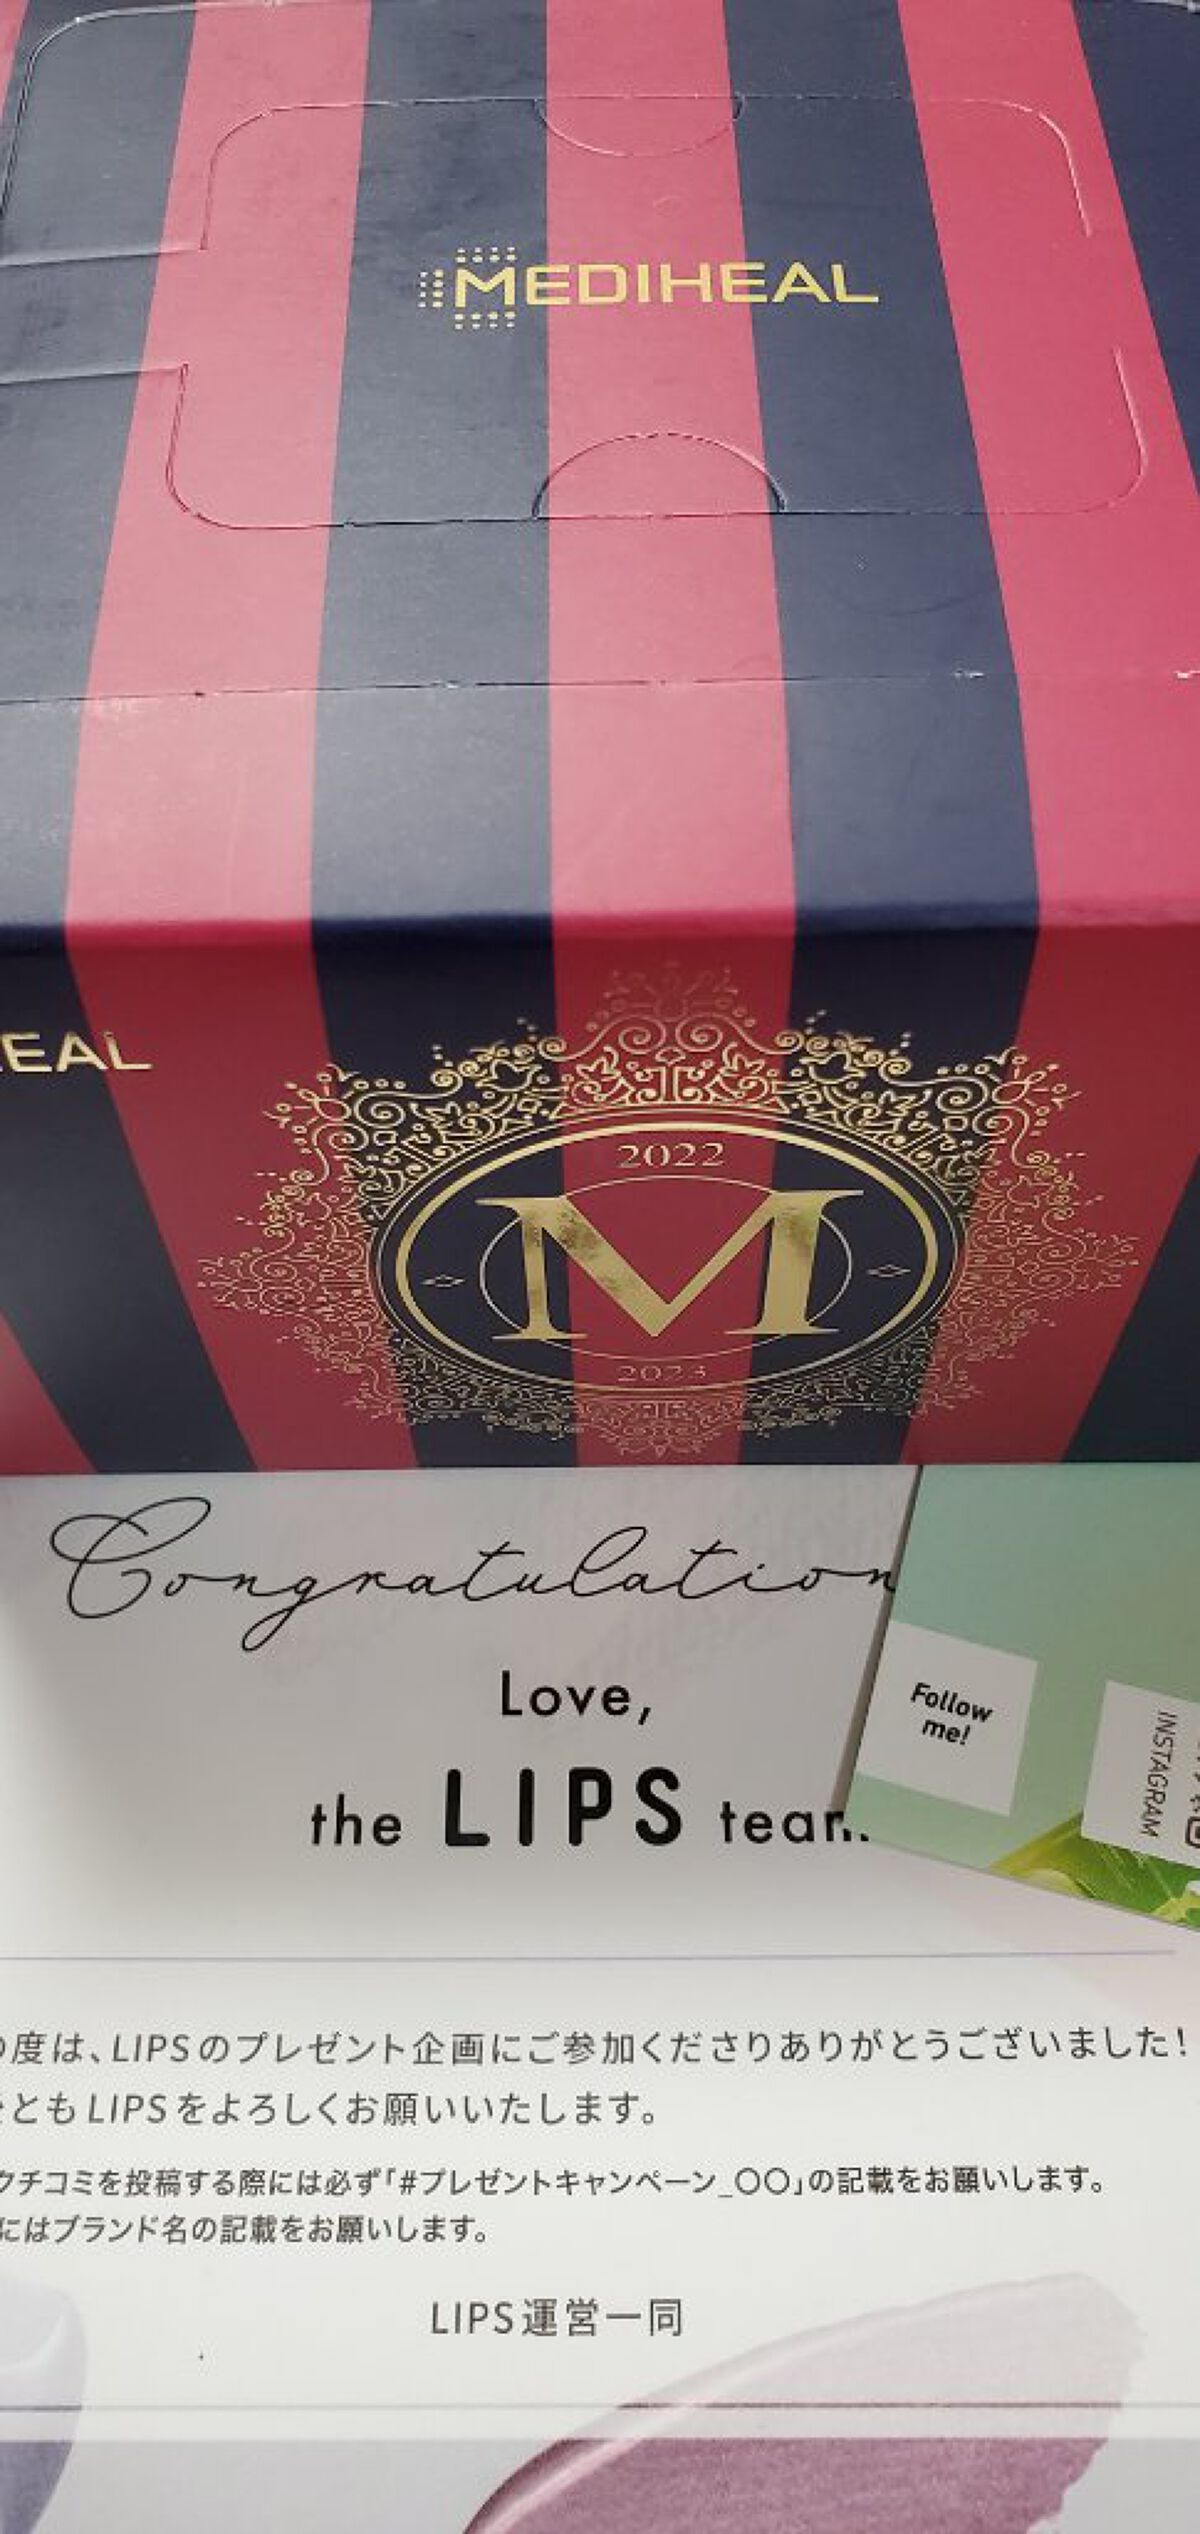 MEDIHEAL
EAL
2022
M
2023
Congratulation
Love,
the LIPS team
Follow
me!
INSTAGRAM
の度は、LIPSのプレゼント企画にご参加くださりありがとうございました!
ともLIPSをよろしくお願いいたします。
クチコミを投稿する際には必ず「#プレゼントキャンペーン_〇〇」の記載をお願いします。
にはブランド名の記載をお願いします。
LIPS運営一同